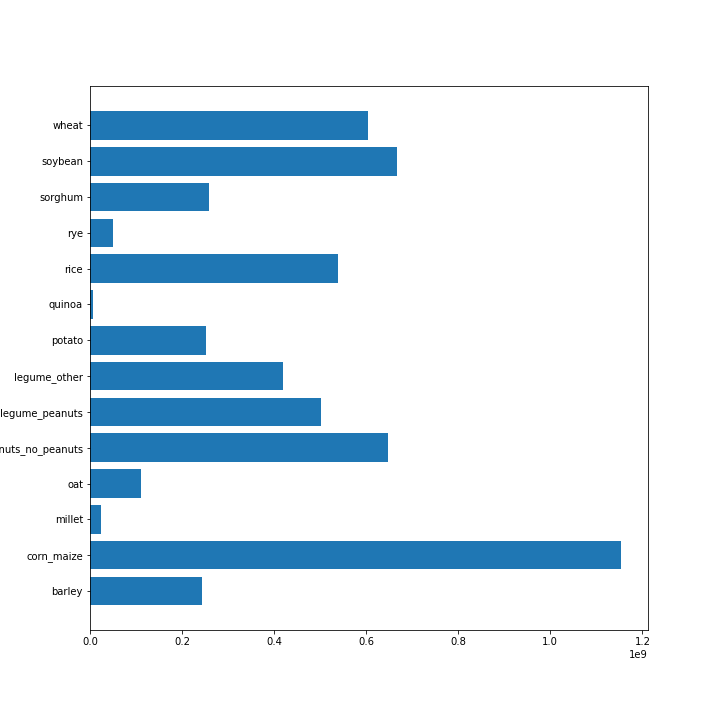 wheat
soybean
sorghum
rye
rice
quinoa
potato
legume_other
legume_peanuts
nuts_no_peanuts
oat
millet
corn_maize
barley
0.0 0.2 0.4 0.6 0.8 1.0 1.2
1e9